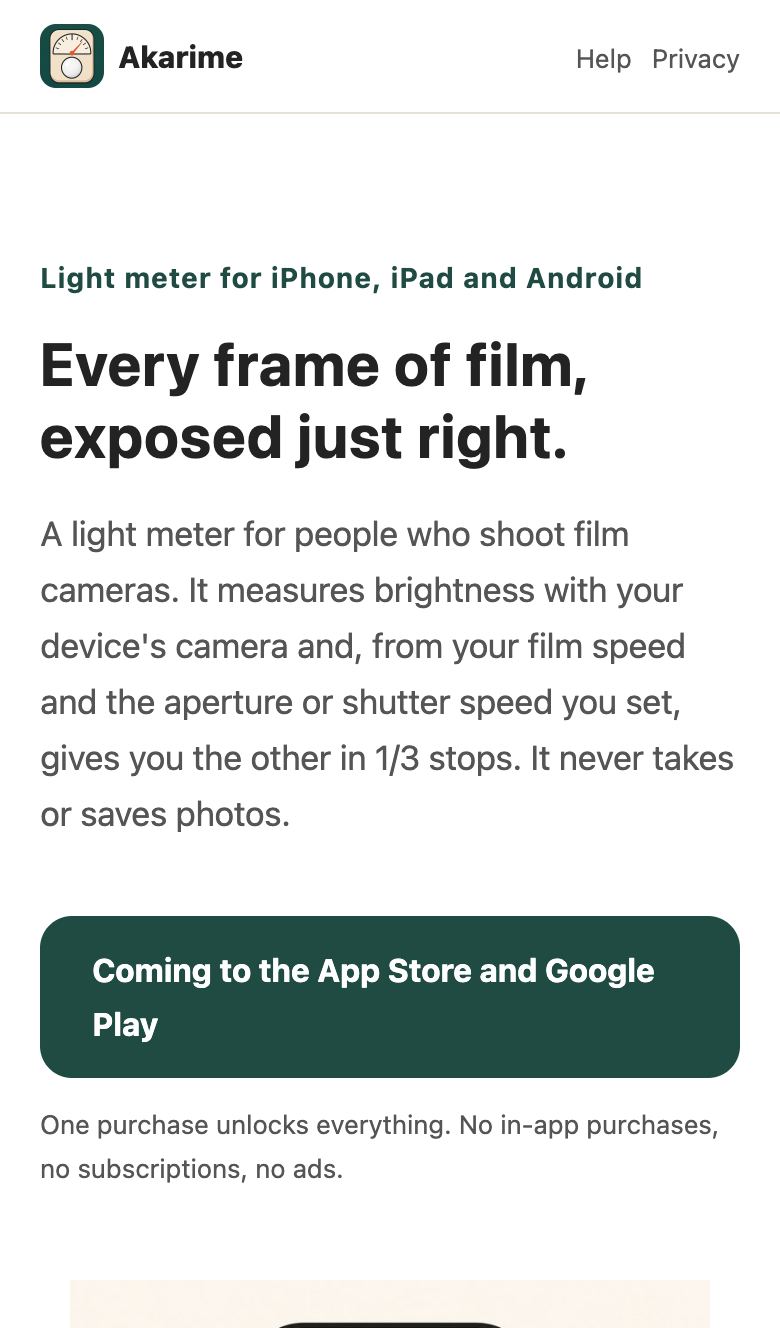 Akarime
Help Privacy
Light meter for iPhone, iPad and Android
Every frame of film,
exposed just right.
A light meter for people who shoot film
cameras. It measures brightness with your
device's camera and, from your film speed
and the aperture or shutter speed you set,
gives you the other in 1/3 stops. It never takes
or saves photos.
Coming to the App Store and Google
Play
One purchase unlocks everything. No in-app purchases,
no subscriptions, no ads.